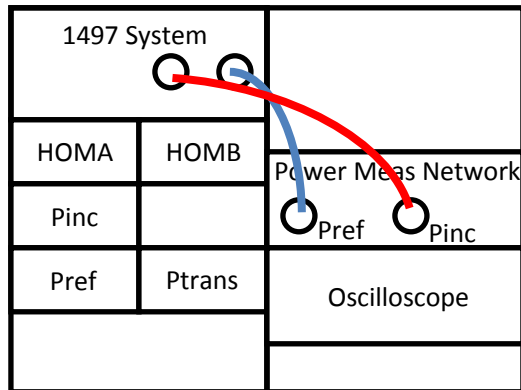 1497 System
HOMA HOMB
Power Meas Network
Pinc
Pref Pinc
Pref Ptrans
Oscilloscope